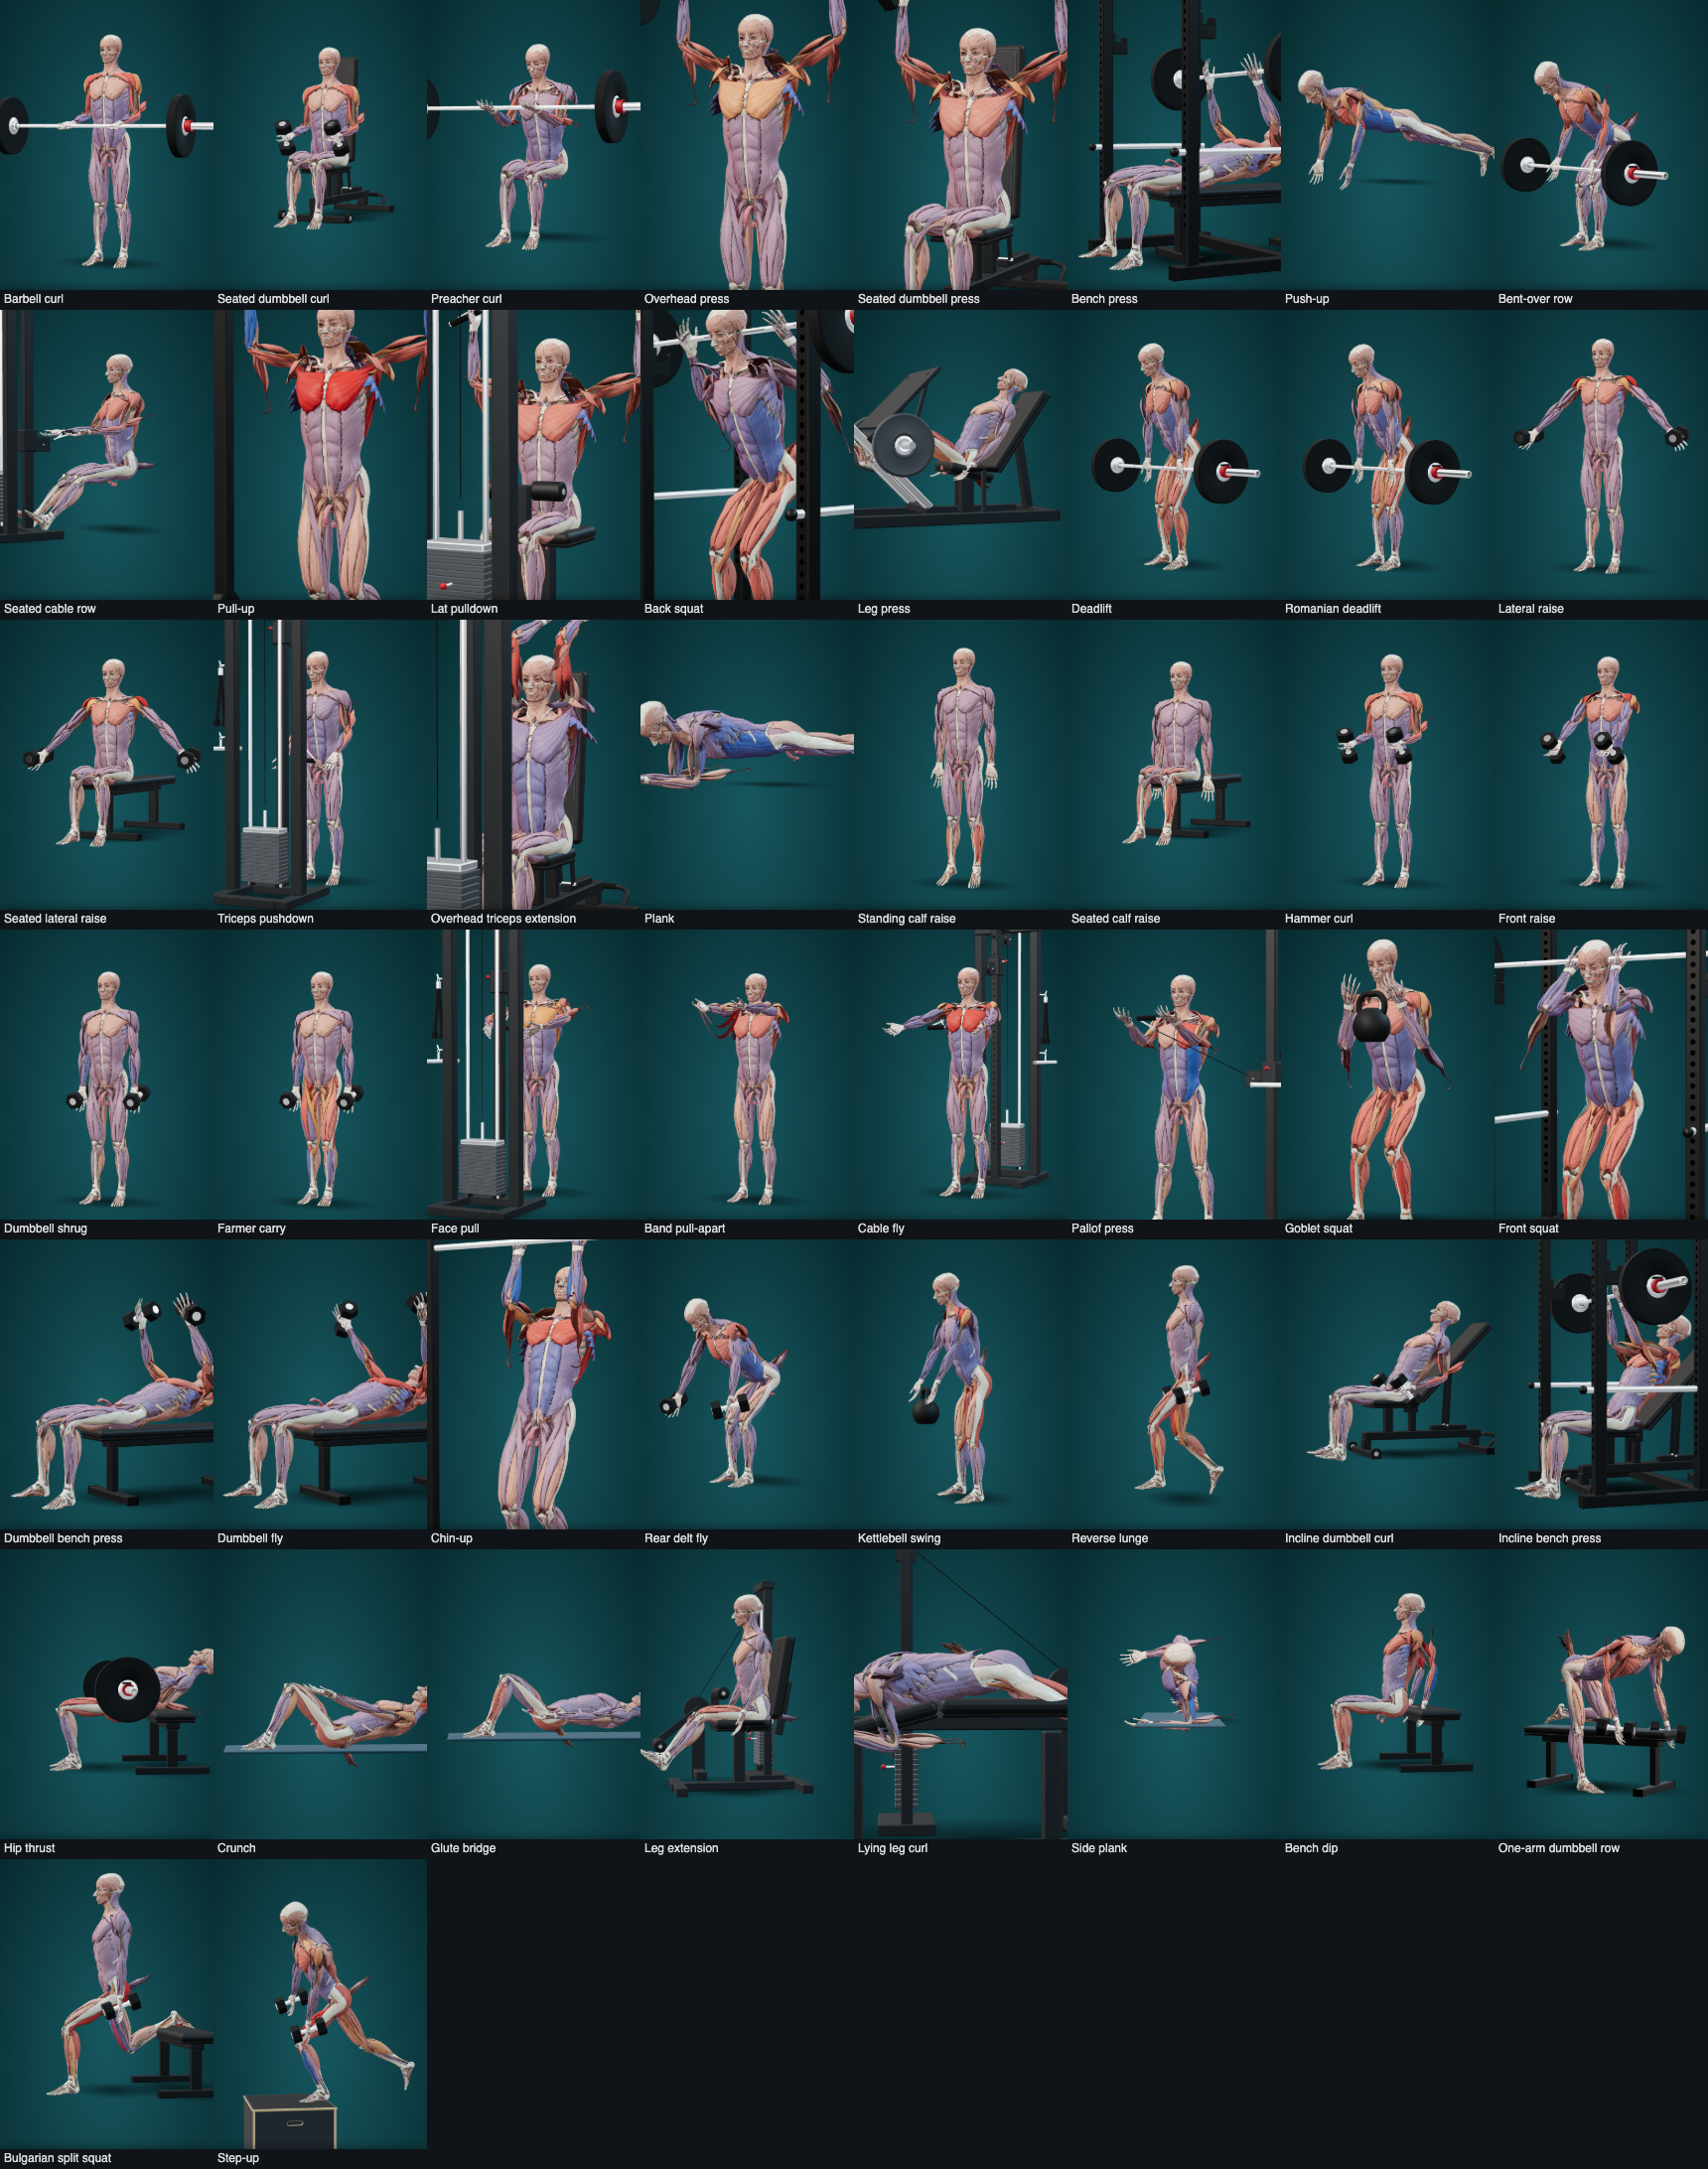 Barbell curl
Seated dumbbell curl
Preacher curl
Overhead press
Seated dumbbell press
Bench press
Push-up
Bent-over row
Seated cable row
Pull-up
Lat pulldown
Back squat
Leg press
Deadlift
Romanian deadlift
Lateral raise
Seated lateral raise
Triceps pushdown
Overhead triceps extension
Plank
Standing calf raise
Seated calf raise
Hammer curl
Front raise
Dumbbell shrug
Farmer carry
Face pull
Band pull-apart
Cable fly
Pallof press
Goblet squat
Front squat
Dumbbell bench press
Dumbbell fly
Chin-up
Rear delt fly
Kettlebell swing
Reverse lunge
Incline dumbbell curl
Incline bench press
Hip thrust
Crunch
Glute bridge
Leg extension
Lying leg curl
Side plank
Bench dip
One-arm dumbbell row
Bulgarian split squat
Step-up